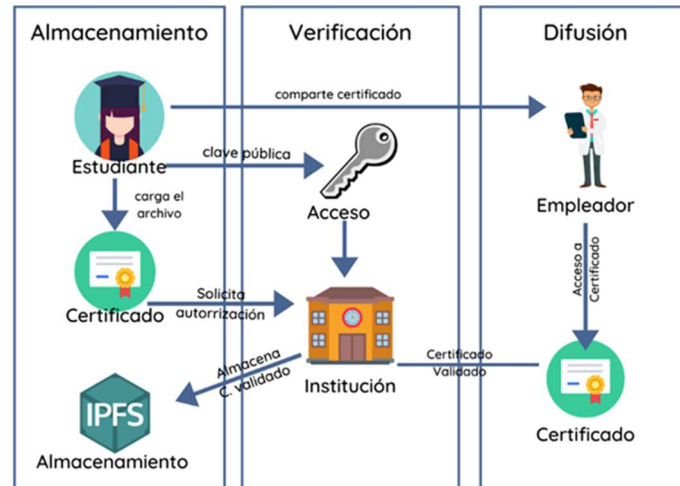 Almacenamiento
Verificación
Difusión
comparte certificado
Estudiante
clave pública
Acceso
Empleador
carga el
archivo
Acceso a
Certificado
Certificado
Solicita
autorrización
Institución
Certificado
Validado
Almacena
C. validado
IPFS
Almacenamiento
Certificado